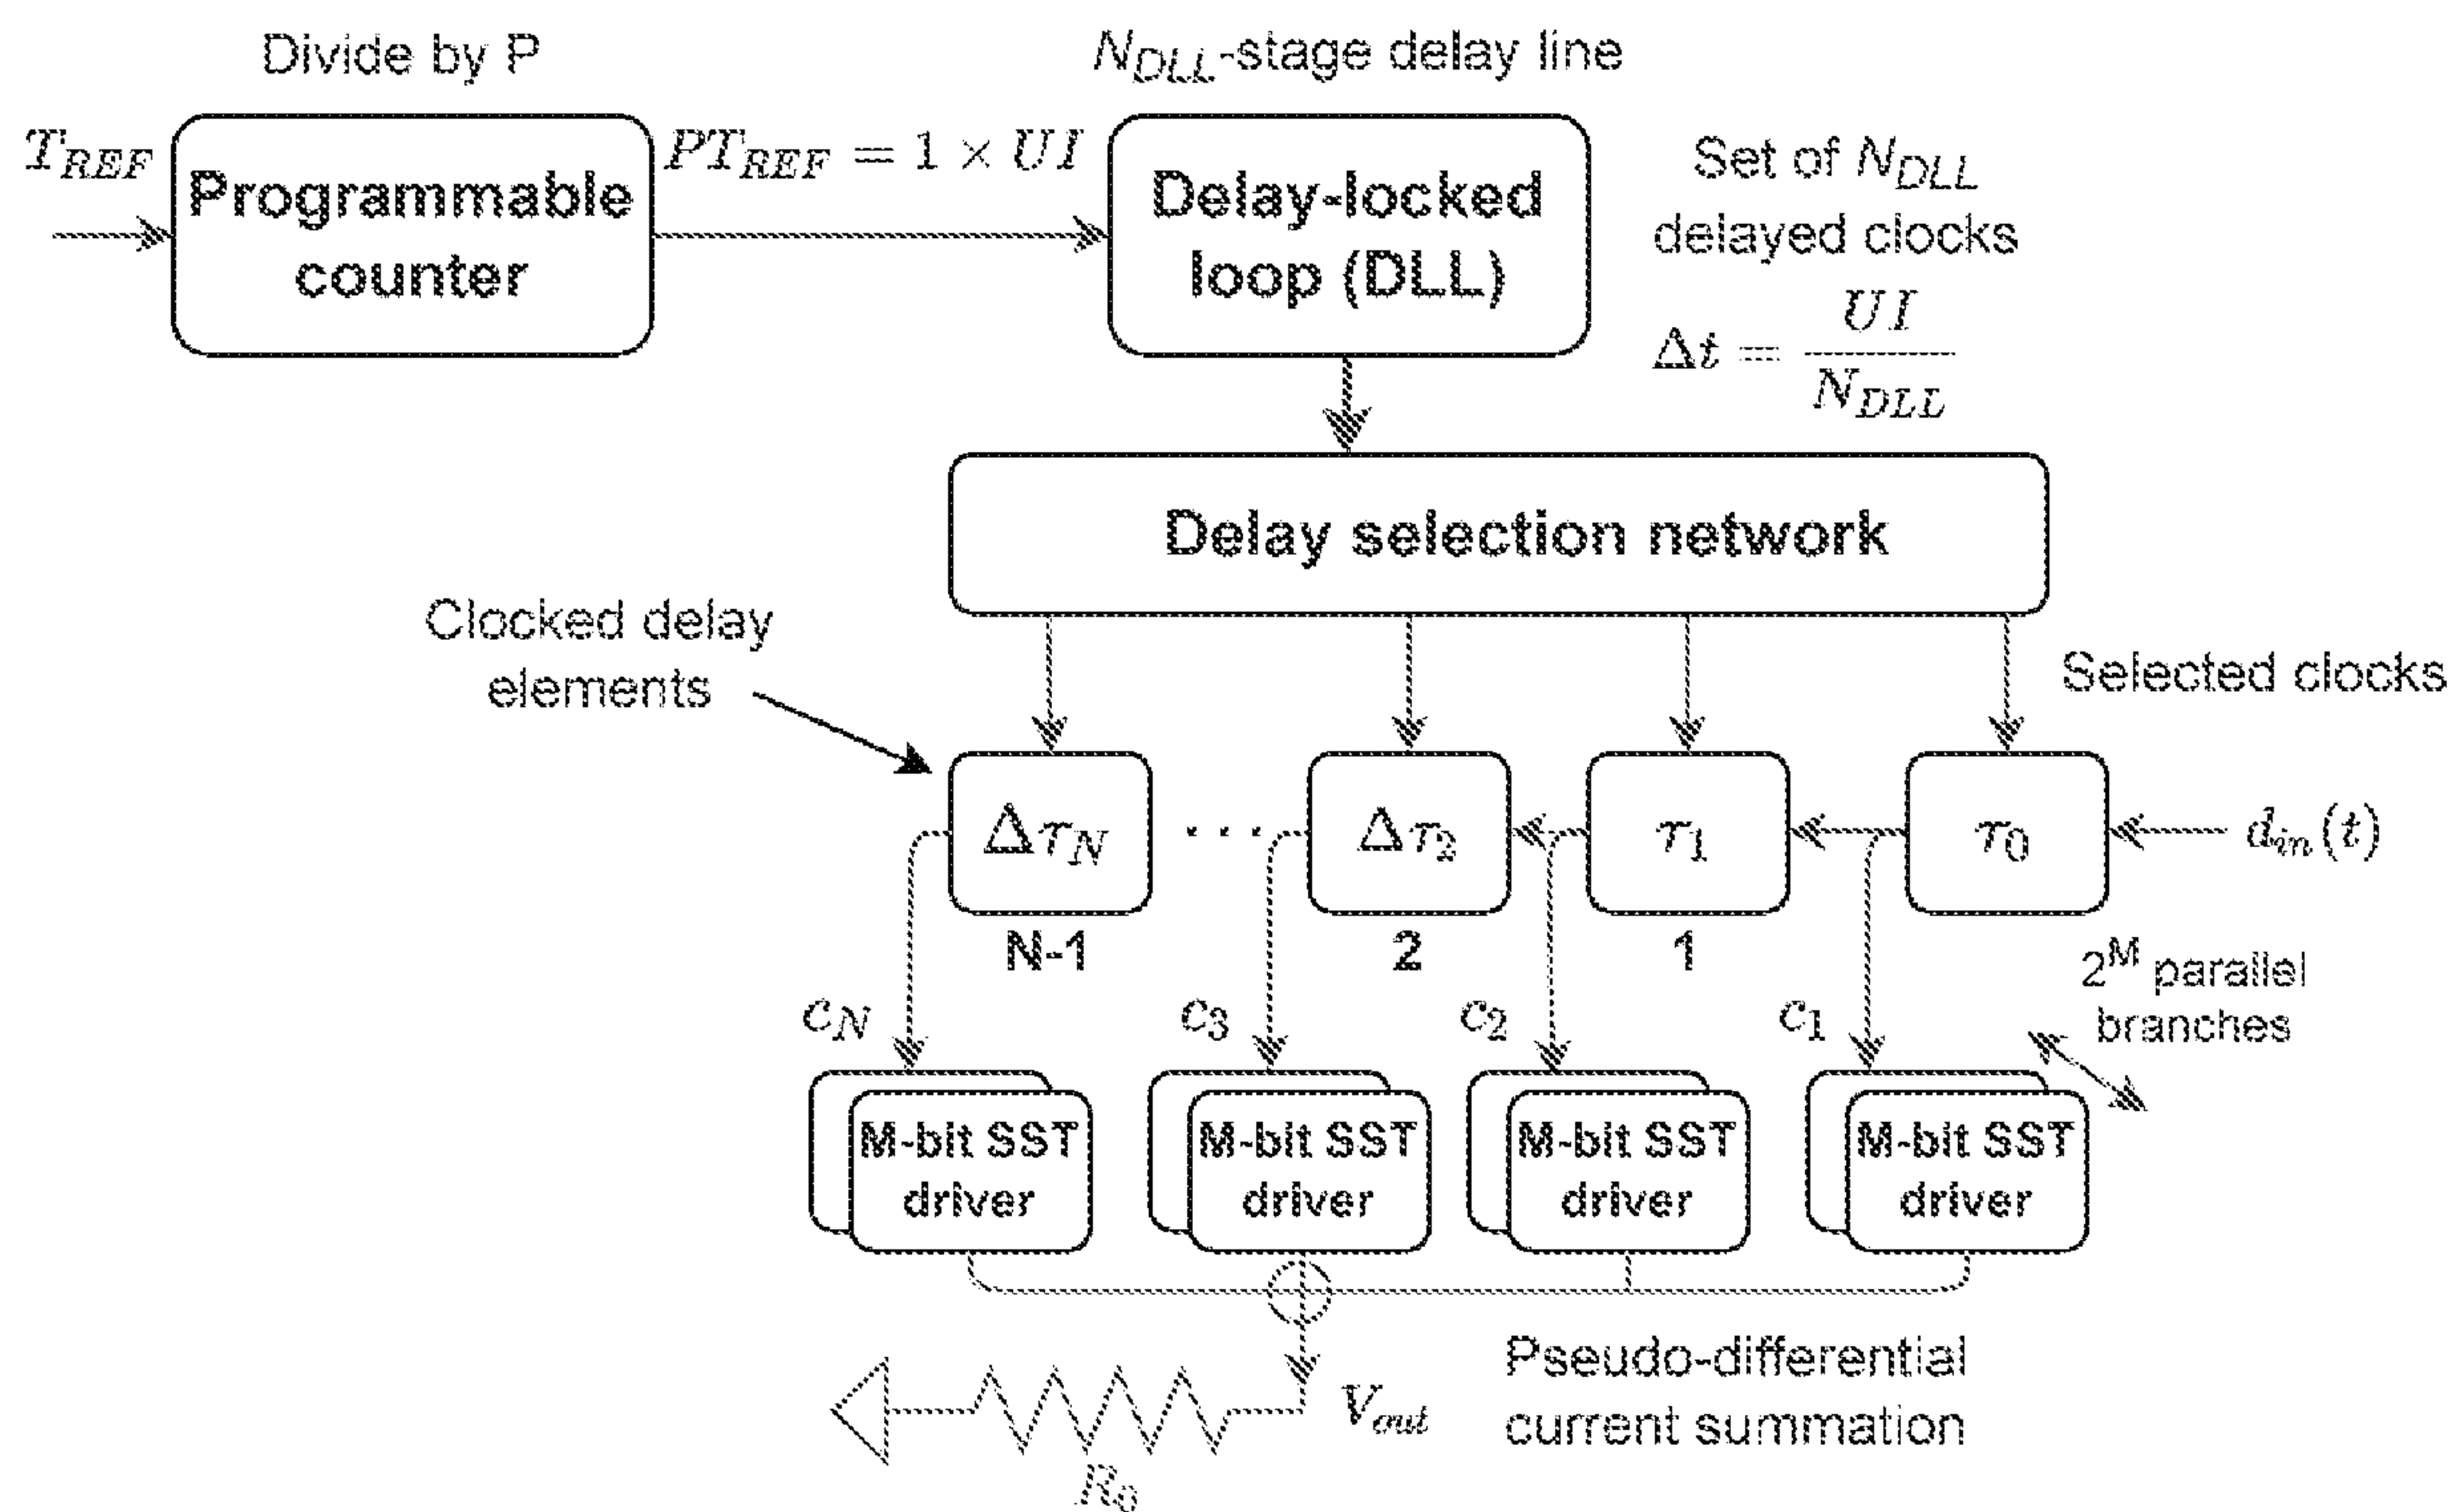 Divide by P
N_DLL-stage delay line
T_REF
Programmable
counter
PT_REF = 1 × UI
Delay-locked
loop (DLL)
Set of N_DLL
delayed clocks
Δt = UI / N_DLL
Delay selection network
Clocked delay
elements
Selected clocks
Δτ_N
· · ·
Δτ_2
τ_1
τ_0
d_in(t)
N-1
2
1
2^M parallel
branches
c_N
c_3
c_2
c_1
M-bit SST
driver
M-bit SST
driver
M-bit SST
driver
M-bit SST
driver
Pseudo-differential
current summation
V_out
R_0